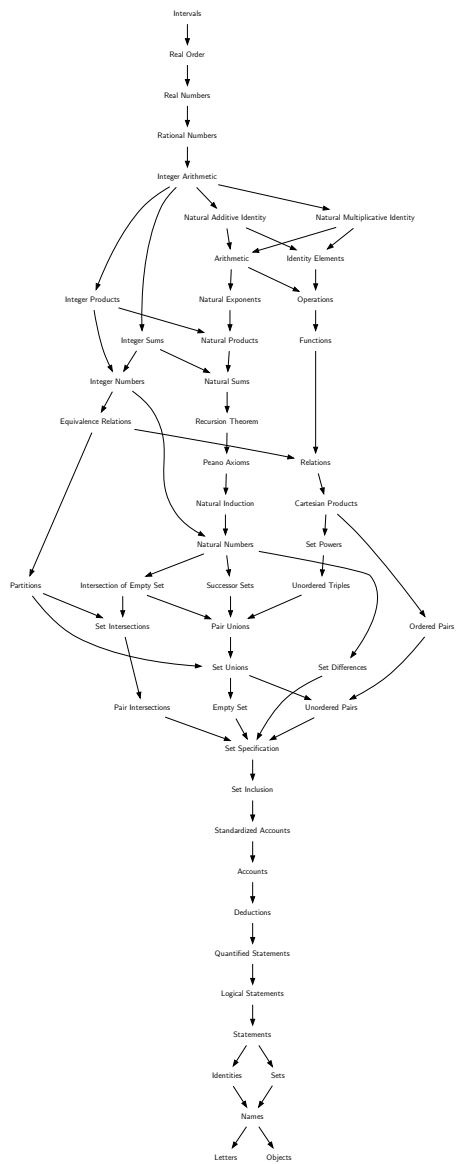 Intervals
Real Order
Real Numbers
Rational Numbers
Integer Arithmetic
Natural Additive Identity
Natural Multiplicative Identity
Arithmetic
Identity Elements
Integer Products
Natural Exponents
Operations
Integer Sums
Natural Products
Functions
Integer Numbers
Natural Sums
Equivalence Relations
Recursion Theorem
Peano Axioms
Relations
Natural Induction
Cartesian Products
Natural Numbers
Set Powers
Partitions
Intersection of Empty Set
Successor Sets
Unordered Triples
Set Intersections
Pair Unions
Ordered Pairs
Set Unions
Set Differences
Pair Intersections
Empty Set
Unordered Pairs
Set Specification
Set Inclusion
Standardized Accounts
Accounts
Deductions
Quantified Statements
Logical Statements
Statements
Identities
Sets
Names
Letters
Objects